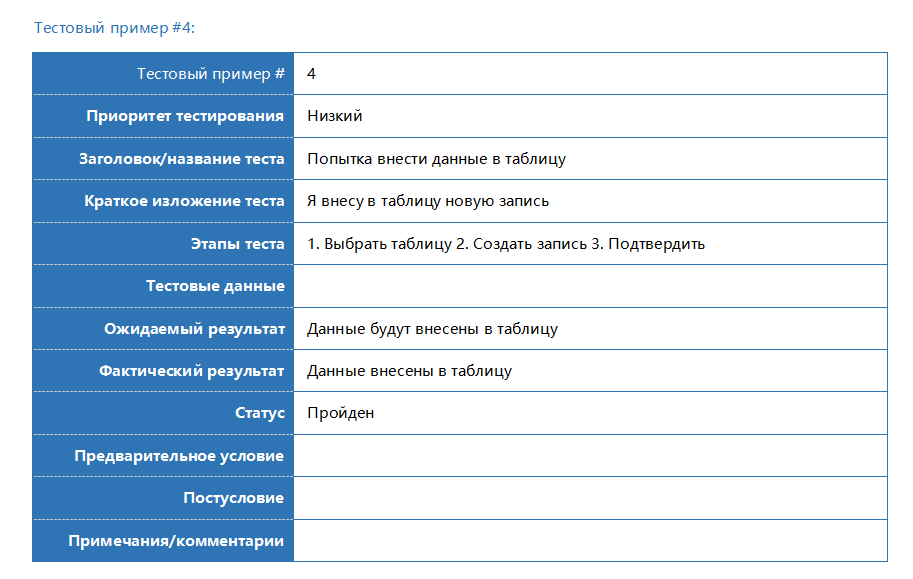 Тестовый пример #4:
Тестовый пример # 4
Приоритет тестирования Низкий
Заголовок/название теста Попытка внести данные в таблицу
Краткое изложение теста Я внесу в таблицу новую запись
Этапы теста 1. Выбрать таблицу 2. Создать запись 3. Подтвердить
Тестовые данные
Ожидаемый результат Данные будут внесены в таблицу
Фактический результат Данные внесены в таблицу
Статус Пройден
Предварительное условие
Постусловие
Примечания/комментарии